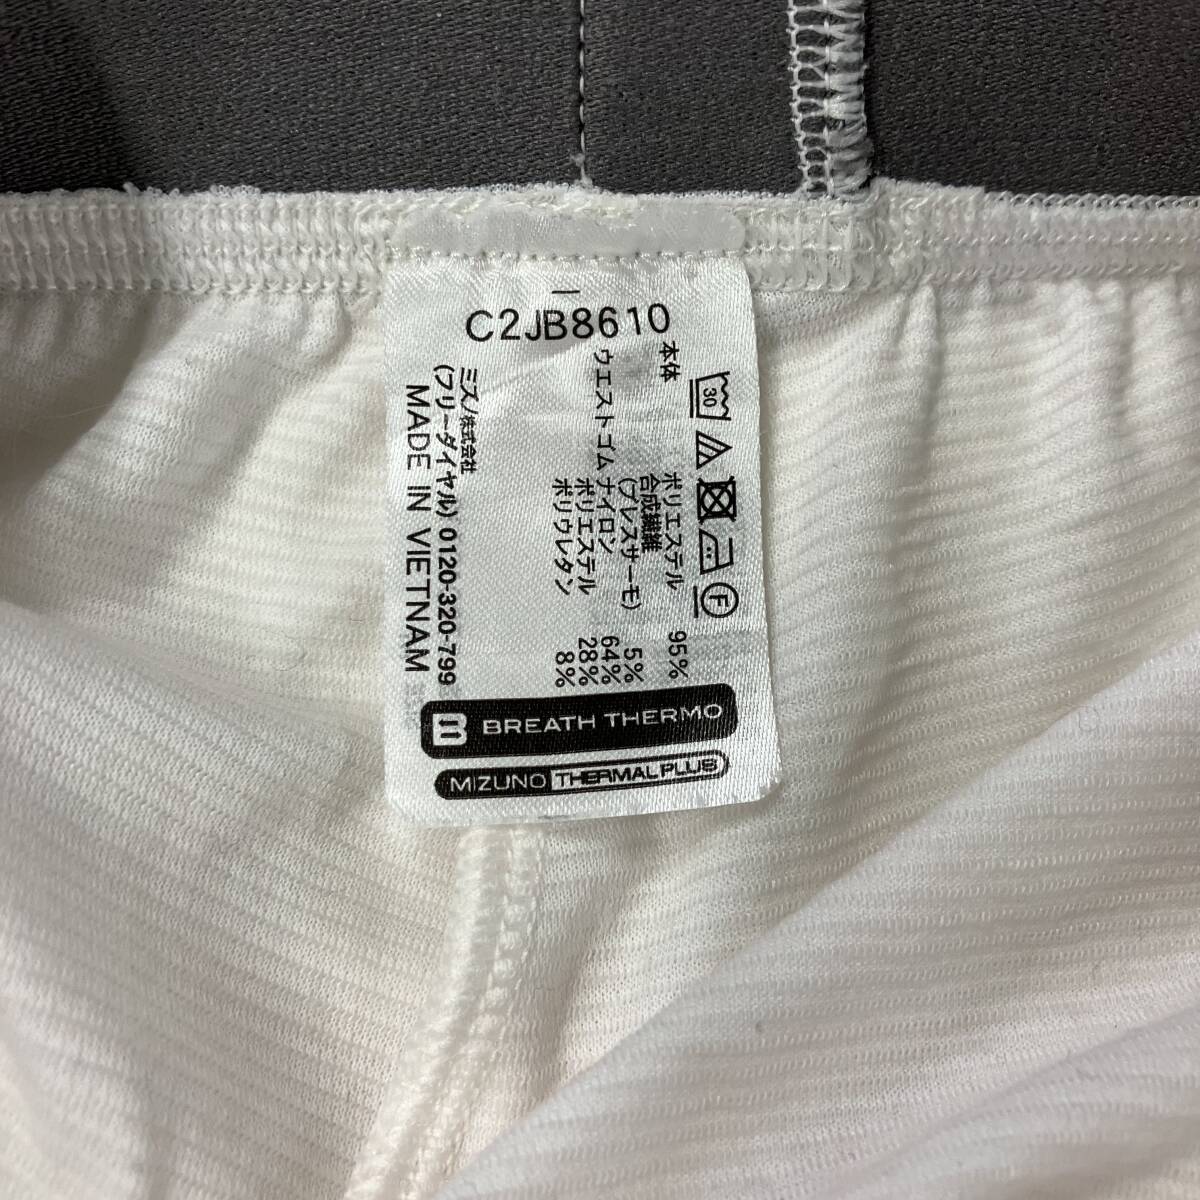 C2JB8610
30
F
本体 ポリエステル 95%
合成繊維
(ブレスサーモ) 5%
ウエストゴム ナイロン 64%
ポリエステル 28%
ポリウレタン 8%
ミズノ株式会社
(フリーダイヤル) 0120-320-799
MADE IN VIETNAM
B BREATH THERMO
MIZUNO THERMAL PLUS